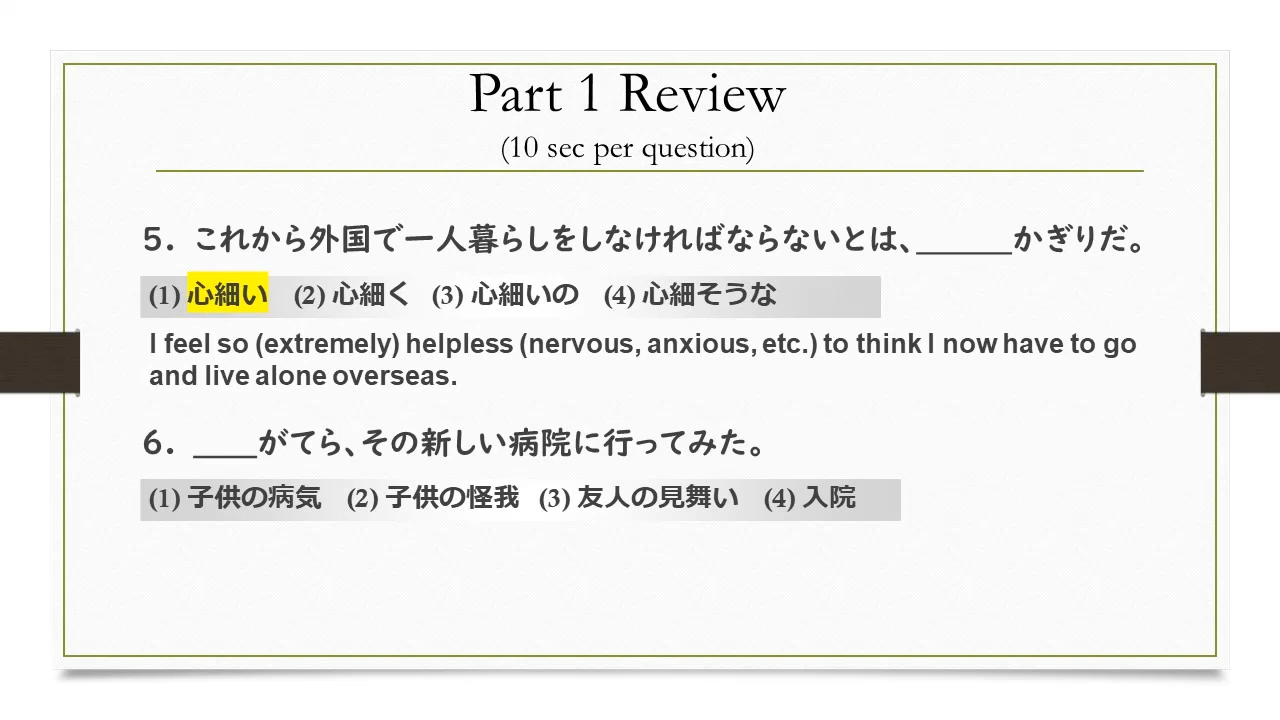 Part 1 Review
(10 sec per question)
5. これから外国で一人暮らしをしなければならないとは、______かぎりだ。
(1) 心細い (2) 心細く (3) 心細いの (4) 心細そうな
I feel so (extremely) helpless (nervous, anxious, etc.) to think I now have to go
and live alone overseas.
6. ____がてら、その新しい病院に行ってみた。
(1) 子供の病気 (2) 子供の怪我 (3) 友人の見舞い (4) 入院